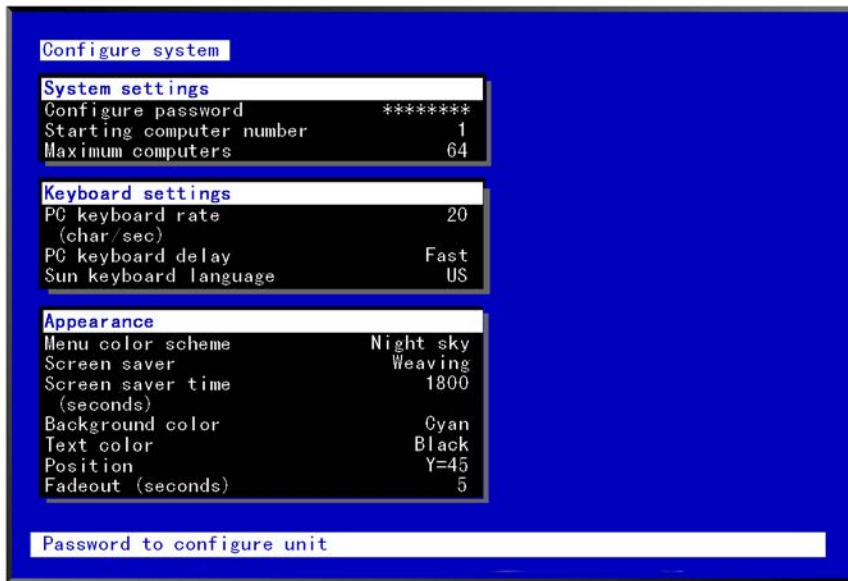 Configure system
System settings
Configure password ********
Starting computer number 1
Maximum computers 64
Keyboard settings
PC keyboard rate 20
(char/sec)
PC keyboard delay Fast
Sun keyboard language US
Appearance
Menu color scheme Night sky
Screen saver Weaving
Screen saver time 1800
(seconds)
Background color Cyan
Text color Black
Position Y=45
Fadeout (seconds) 5
Password to configure unit